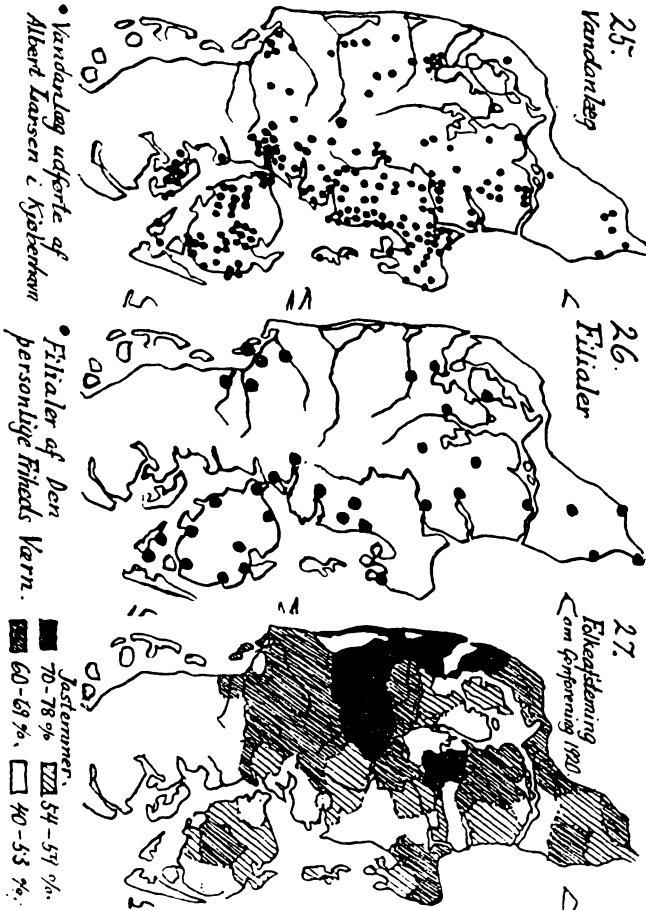 25.
Vandanlæg
• Vandanlæg udførte af
Albert Larsen i Kjøbenhavn
26.
Filialer
• Filialer af Den
personlige Friheds Værn.
27.
Folkeafstemning
om Genforening 1920
Jastemmer.
70-78 %
54-59 %.
60-69 %.
40-53 %.